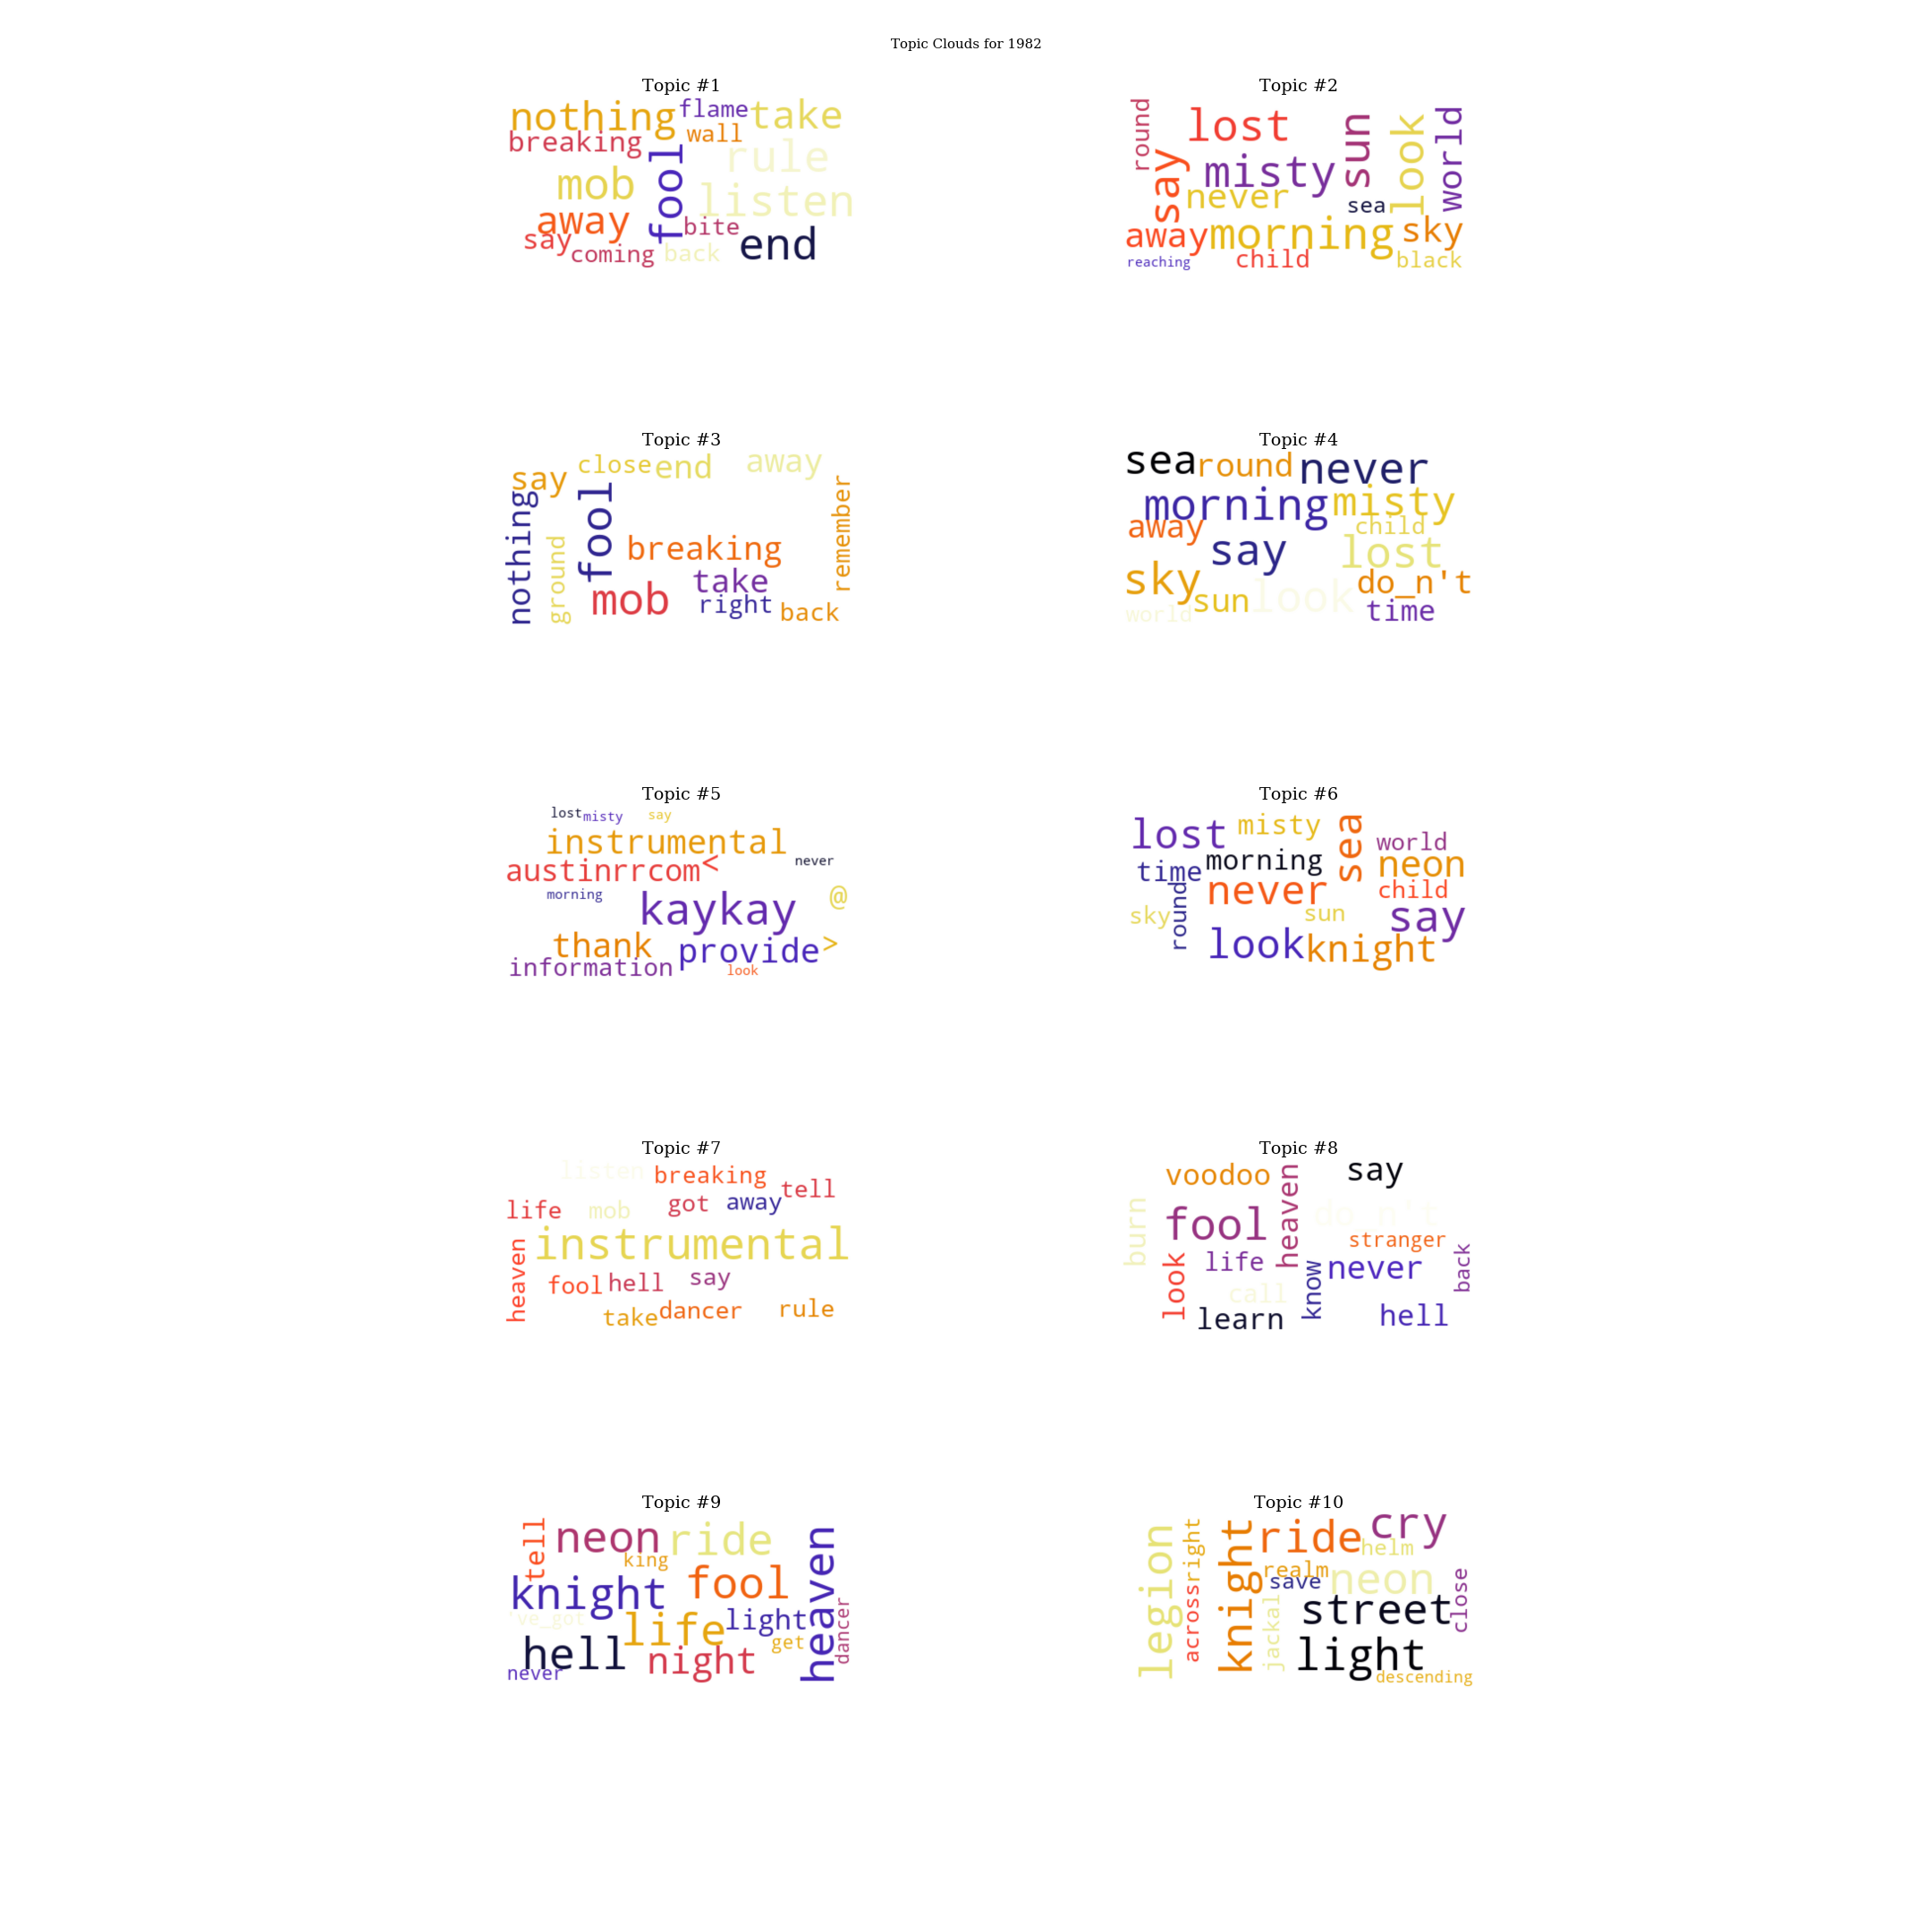 Topic Clouds for 1982
Topic #1
nothing flame take
breaking wall
rule
mob fool listen
away bite
say coming back end
Topic #2
round lost sun look world
say misty
never sea
away morning sky
reaching child black
Topic #3
say close end away
nothing fool remember
ground breaking
take
mob right back
Topic #4
sea round never
morning misty
away child
say lost
sky do_n't
world sun look time
Topic #5
lost misty say
instrumental
austinrrcom< never
morning kaykay @
thank provide >
information look
Topic #6
lost misty sea world
time morning neon
never child
sky round sun say
look knight
Topic #7
listen breaking
life mob got away tell
instrumental
heaven fool hell say
take dancer rule
Topic #8
voodoo heaven say
burn fool do_n't
stranger
look life know never back
call
learn hell
Topic #9
tell neon ride heaven
king
knight fool
've_got life light
get dancer
hell night
never
Topic #10
legion right knight ride cry
helm
realm
across save neon close
jackal street
light
descending